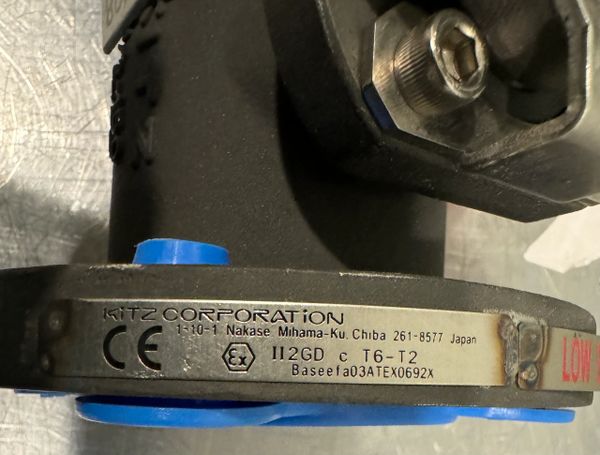 KITZ CORPORATION
1-10-1 Nakase Mihama-Ku, Chiba 261-8577 Japan
CE Ex II2GD c T6-T2
Baseefa03ATEX0692X
LOW